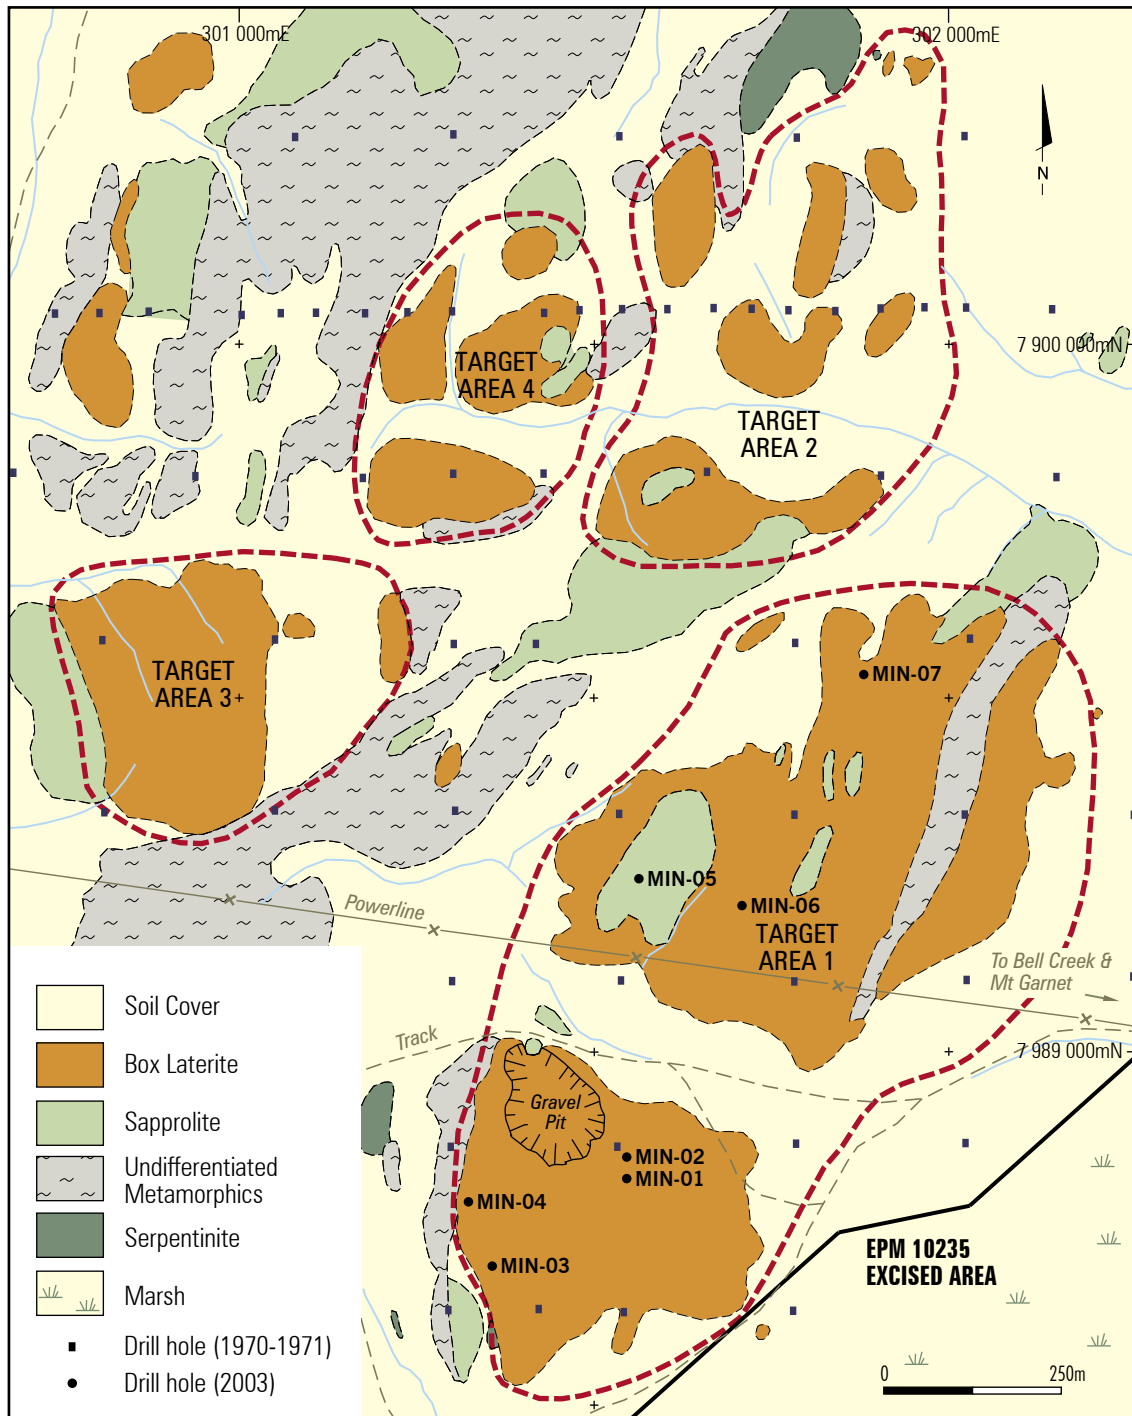 301 000mE
302 000mE
N
7 900 000mN
TARGET
AREA 4
TARGET
AREA 2
TARGET
AREA 3
MIN-07
MIN-05
MIN-06
TARGET
AREA 1
Powerline
To Bell Creek &
Mt Garnet
Track
7 989 000mN
Gravel
Pit
MIN-02
MIN-01
MIN-04
MIN-03
EPM 10235
EXCISED AREA
Soil Cover
Box Laterite
Sapprolite
Undifferentiated
Metamorphics
Serpentinite
Marsh
Drill hole (1970-1971)
Drill hole (2003)
0
250m